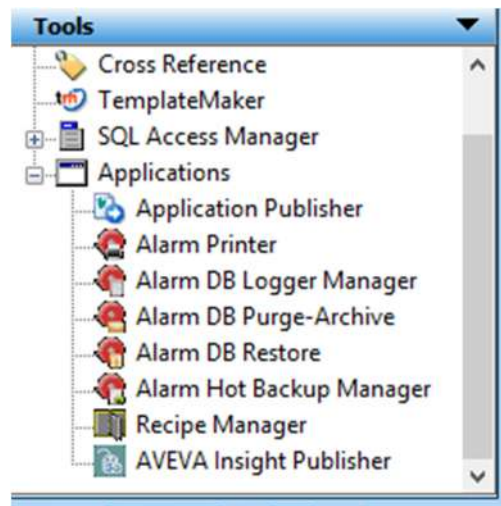 Tools
Cross Reference
trh TemplateMaker
SQL Access Manager
Applications
Application Publisher
Alarm Printer
Alarm DB Logger Manager
Alarm DB Purge-Archive
Alarm DB Restore
Alarm Hot Backup Manager
Recipe Manager
AVEVA Insight Publisher